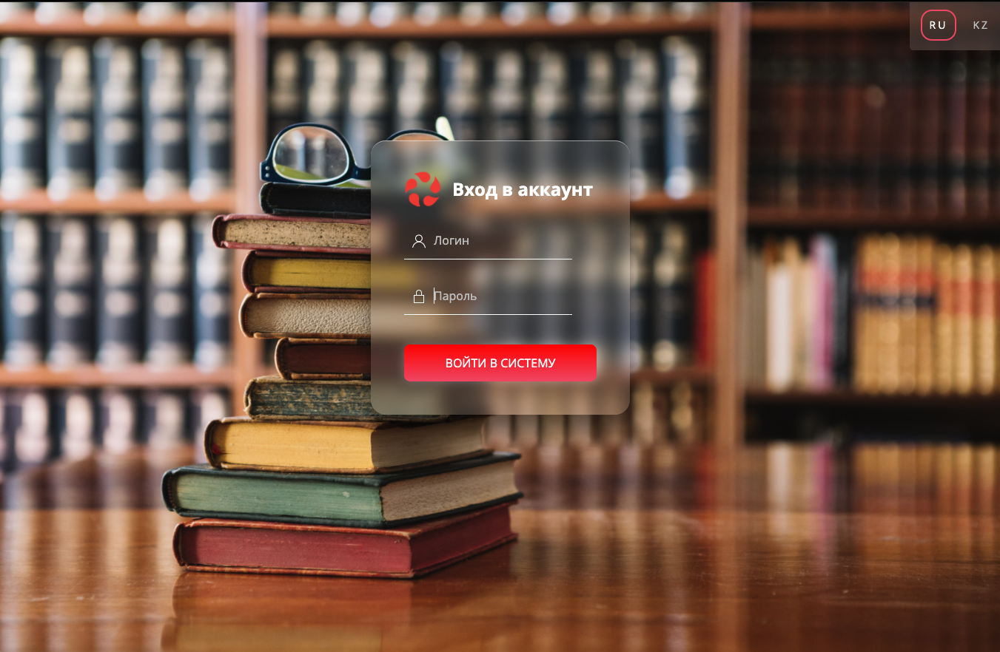 RU
KZ
Вход в аккаунт
Логин
Пароль
ВОЙТИ В СИСТЕМУ